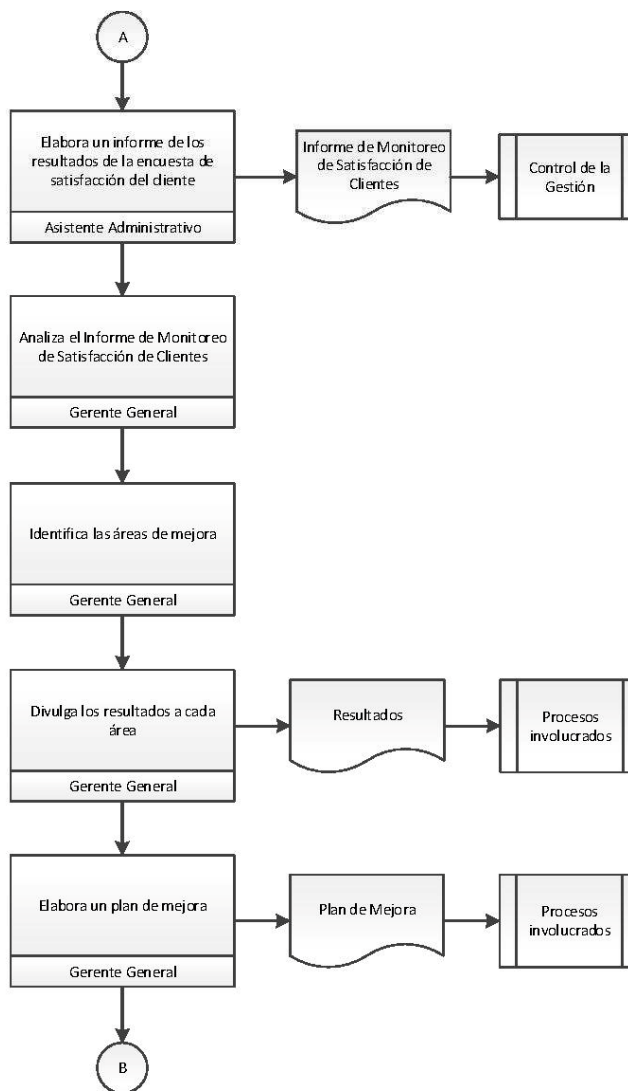 A
Elabora un informe de los
resultados de la encuesta de
satisfacción del cliente
Asistente Administrativo
Informe de Monitoreo
de Satisfacción de
Clientes
Control de la
Gestión
Analiza el Informe de Monitoreo
de Satisfacción de Clientes
Gerente General
Identifica las áreas de mejora
Gerente General
Divulga los resultados a cada
área
Gerente General
Resultados
Procesos
involucrados
Elabora un plan de mejora
Gerente General
Plan de Mejora
Procesos
involucrados
B